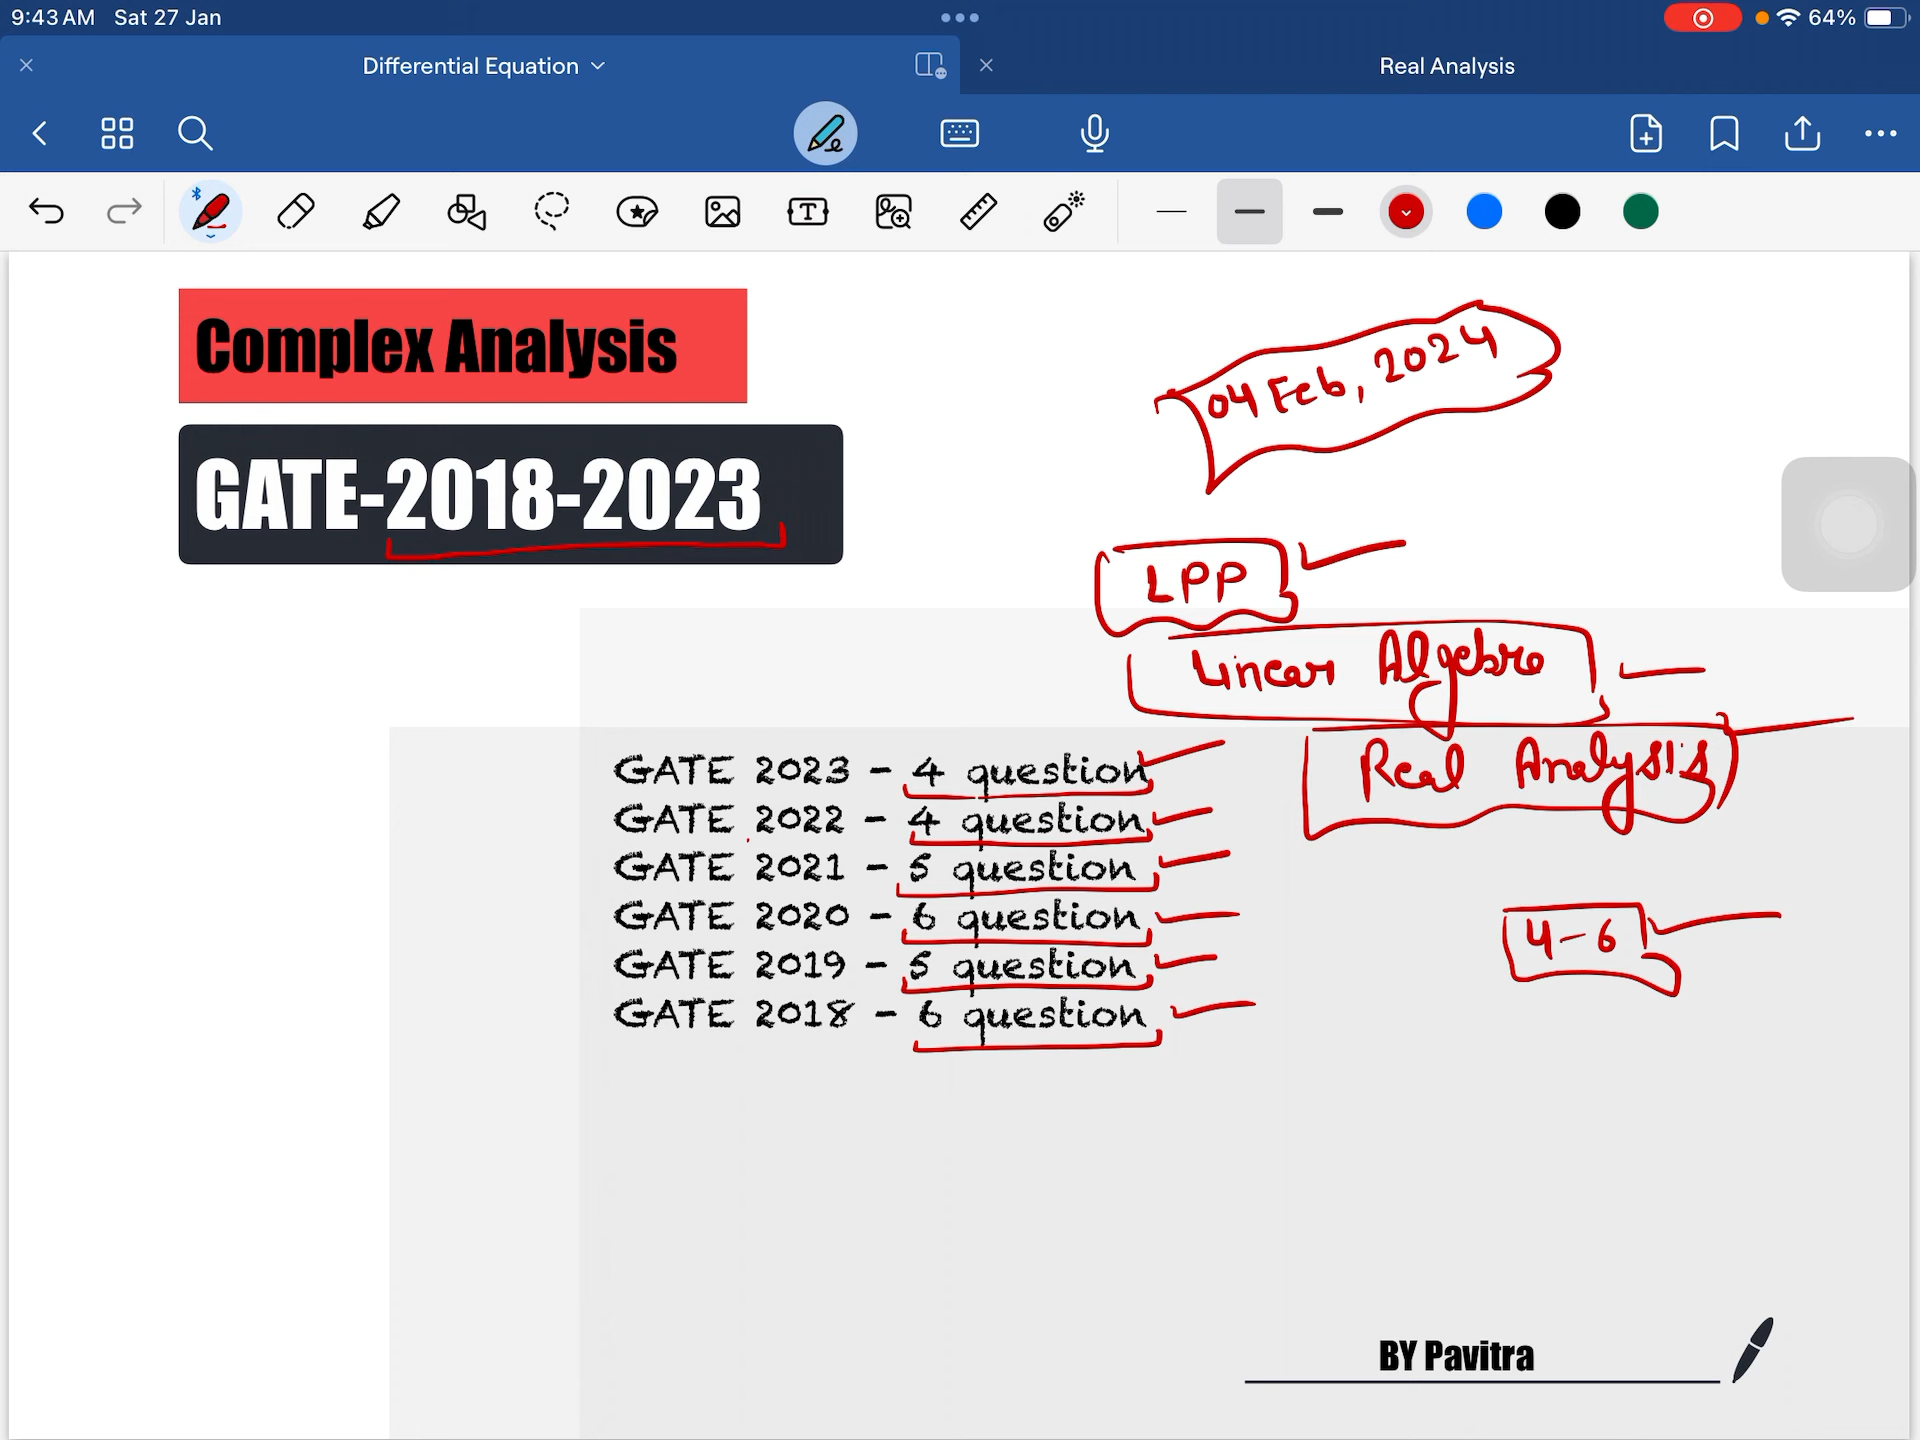 9:43 AM Sat 27 Jan
64%
Differential Equation
Real Analysis
Complex Analysis
04 Feb, 2024
GATE-2018-2023
LPP
Linear Algebra
Real Analysis
GATE 2023 - 4 question
GATE 2022 - 4 question
GATE 2021 - 5 question
GATE 2020 - 6 question
4-6
GATE 2019 - 5 question
GATE 2018 - 6 question
BY Pavitra